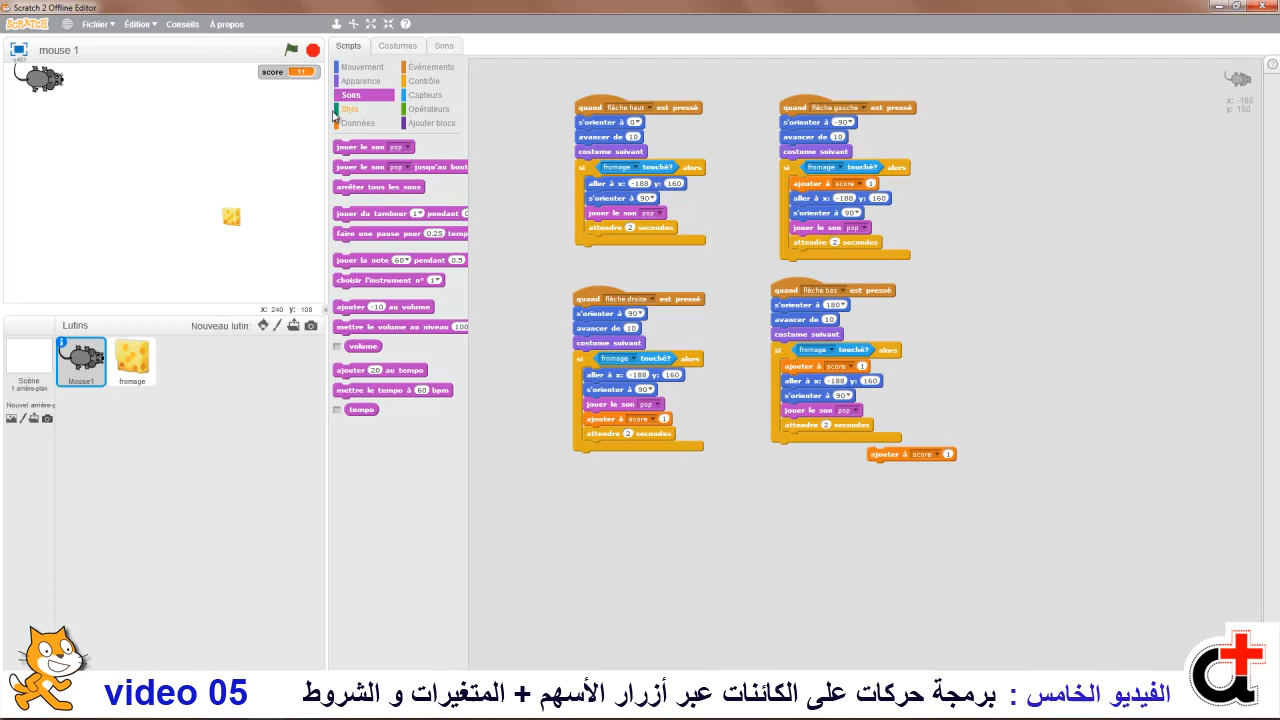 Scratch 2 Offline Editor
SCRATCH Fichier▼ Édition▼ Conseils À propos
mouse 1
v461
score 11
x: 240 y: 108
Lutins
Nouveau lutin:
Scène
1 arrière-plan
Nouvel arrière-p
Mouse1
fromage
Scripts Costumes Sons
Mouvement Événements
Apparence Contrôle
Sons Capteurs
Stylo Opérateurs
Données Ajouter blocs
jouer le son pop
jouer le son pop jusqu'au bout
arrêter tous les sons
jouer du tambour 1 pendant 0
faire une pause pour 0.25 temp
jouer la note 60 pendant 0.5
choisir l'instrument n° 1
ajouter -10 au volume
mettre le volume au niveau 100
volume
ajouter 20 au tempo
mettre le tempo à 60 bpm
tempo
quand flèche haut est pressé
s'orienter à 0
avancer de 10
costume suivant
si fromage touché? alors
aller à x: -188 y: 160
s'orienter à 90
jouer le son pop
attendre 2 secondes
quand flèche gauche est pressé
s'orienter à -90
avancer de 10
costume suivant
si fromage touché? alors
ajouter à score 1
aller à x: -188 y: 160
s'orienter à 90
jouer le son pop
attendre 2 secondes
quand flèche droite est pressé
s'orienter à 90
avancer de 10
costume suivant
si fromage touché? alors
aller à x: -188 y: 160
s'orienter à 90
jouer le son pop
ajouter à score 1
attendre 2 secondes
quand flèche bas est pressé
s'orienter à 180
avancer de 10
costume suivant
si fromage touché? alors
ajouter à score 1
aller à x: -188 y: 160
s'orienter à 90
jouer le son pop
attendre 2 secondes
ajouter à score 1
x: -188
y: 160
video 05
الفيديو الخامس : برمجة حركات على الكائنات عبر أزرار الأسهم + المتغيرات و الشروط